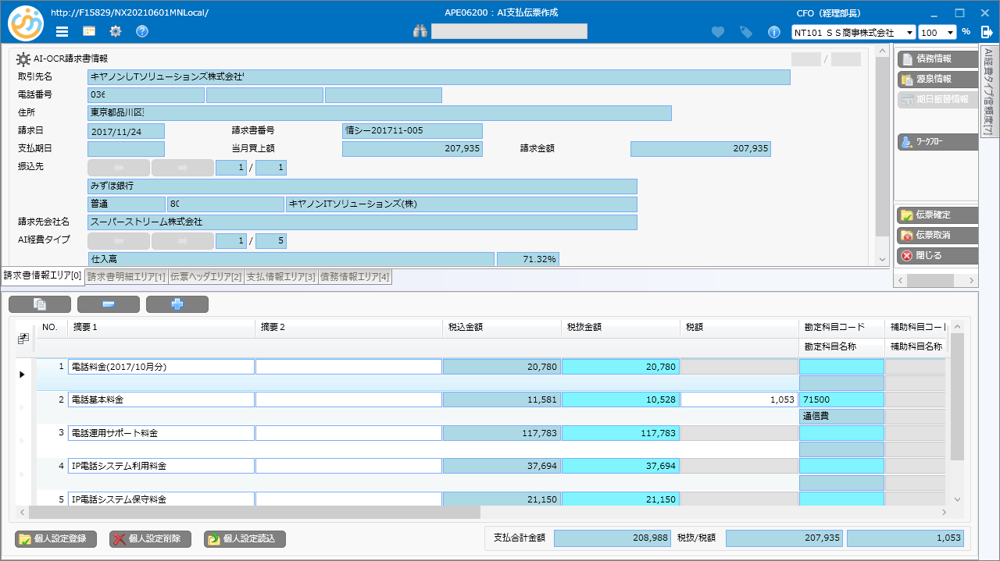 http://F15829/NX20210601MNLocal/
APE06200：AI支払伝票作成
CFO（経理部長）
NT101 ＳＳ商事株式会社
100
%
AI-OCR請求書情報
/
取引先名
キヤノンしTソリューションズ株式会社
電話番号
036
住所
東京都品川区
請求日
2017/11/24
請求書番号
情シー201711-005
支払期日
当月買上額
207,935
請求金額
207,935
振込先
1 / 1
みずほ銀行
普通
80
キヤノンITソリューションズ(株)
請求先会社名
スーパーストリーム株式会社
AI経費タイプ
1 / 5
仕入高
71.32%
請求書情報エリア[0]
請求書明細エリア[1]
伝票ヘッダエリア[2]
支払情報エリア[3]
債務情報エリア[4]
債務情報
源泉情報
期日振替情報
ﾜｰｸﾌﾛｰ
伝票確定
伝票取消
閉じる
AI経費タイプ信頼度[7]
NO.
摘要１
摘要２
税込金額
税抜金額
税額
勘定科目コード
補助科目コード
勘定科目名称
補助科目名称
1 電話料金(2017/10月分) 20,780 20,780
2 電話基本料金 11,581 10,528 1,053 71500
通信費
3 電話運用サポート料金 117,783 117,783
4 IP電話システム利用料金 37,694 37,694
5 IP電話システム保守料金 21,150 21,150
個人設定登録
個人設定削除
個人設定読込
支払合計金額
208,988
税抜/税額
207,935
1,053